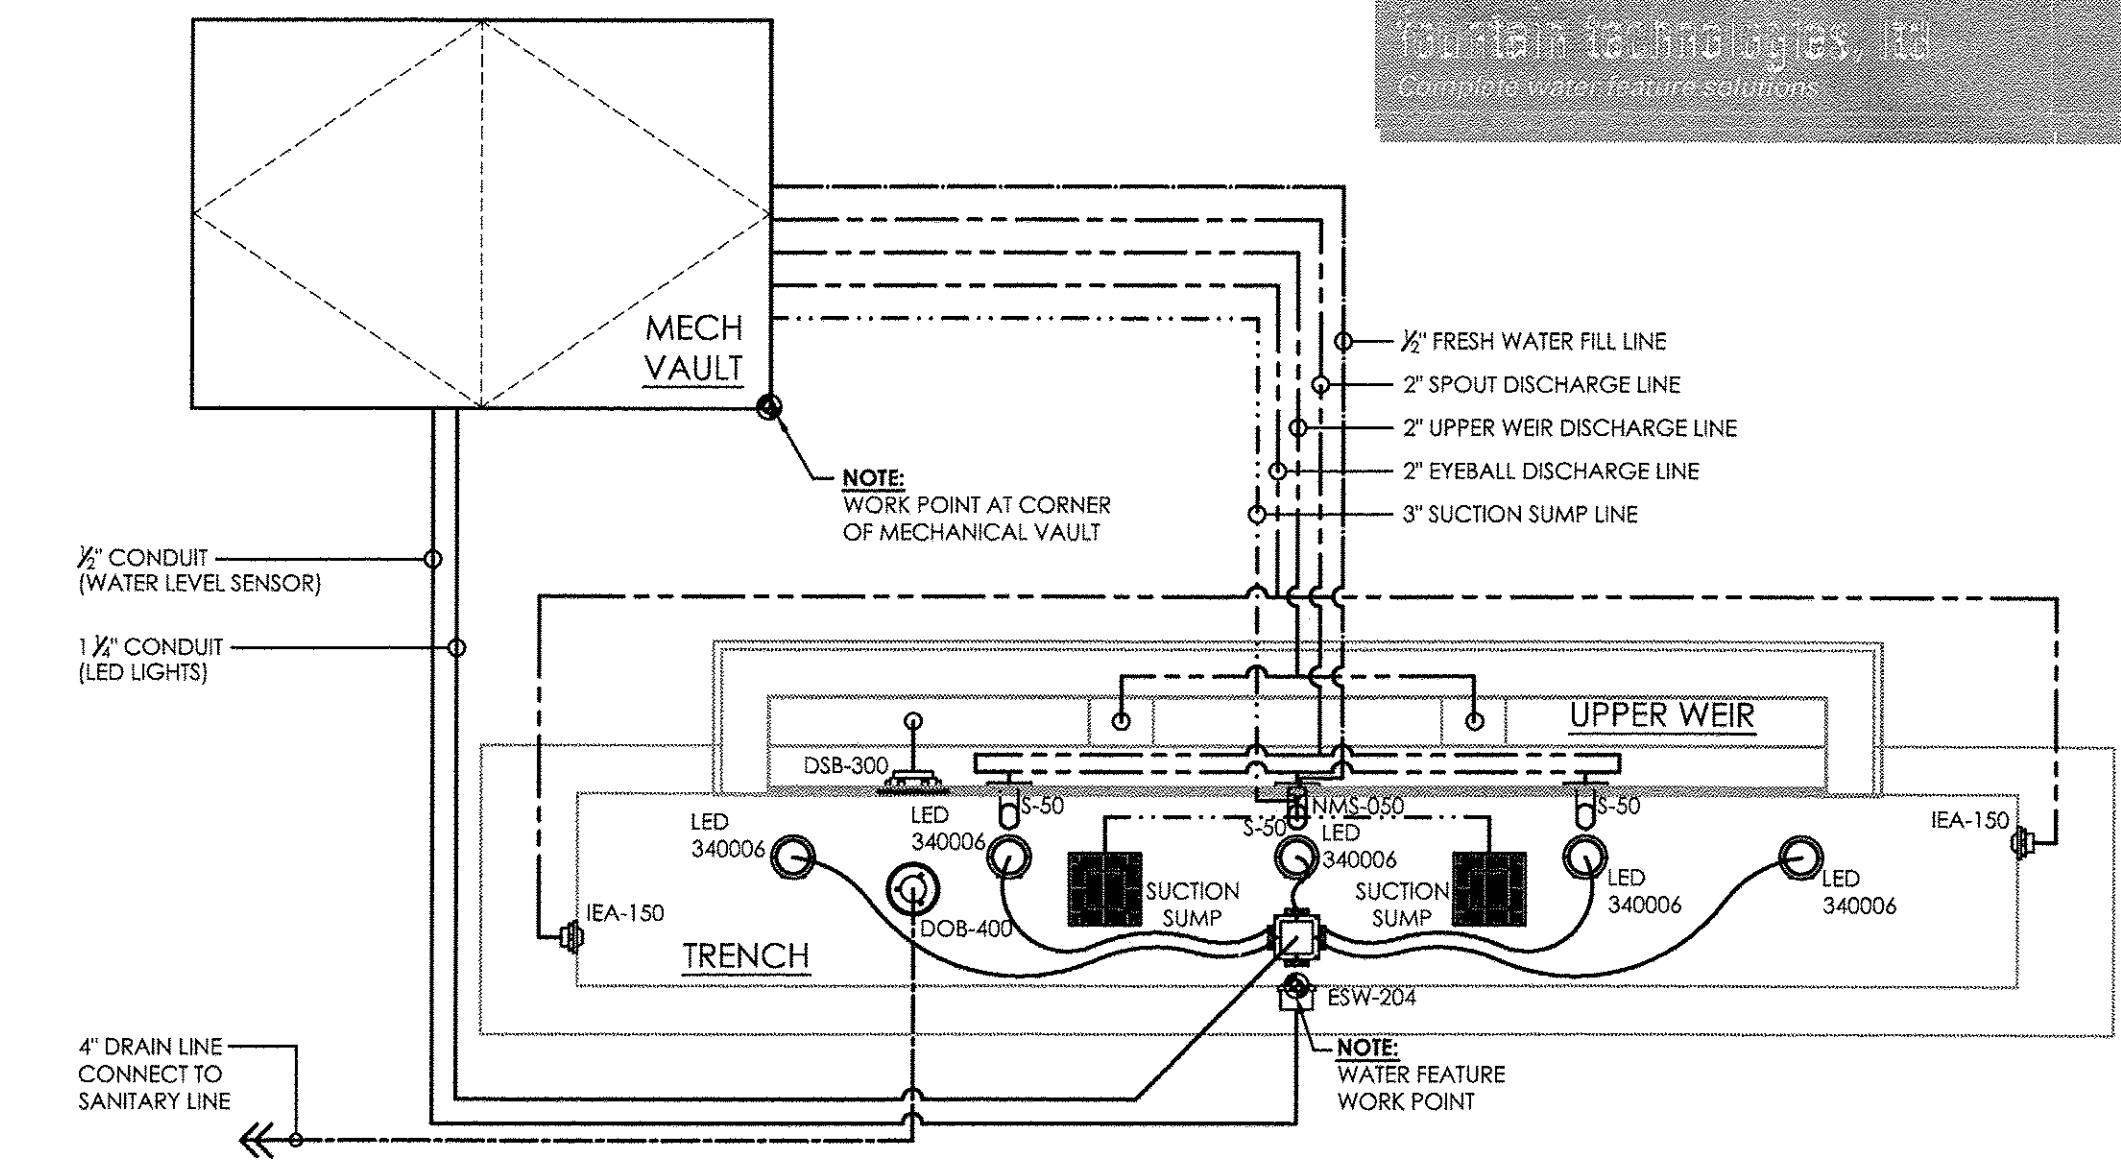 fountain technologies, ltd.
Complete water feature solutions
MECH
VAULT
½" FRESH WATER FILL LINE
2" SPOUT DISCHARGE LINE
2" UPPER WEIR DISCHARGE LINE
2" EYEBALL DISCHARGE LINE
3" SUCTION SUMP LINE
NOTE:
WORK POINT AT CORNER
OF MECHANICAL VAULT
½" CONDUIT
(WATER LEVEL SENSOR)
1 ¼" CONDUIT
(LED LIGHTS)
UPPER WEIR
DSB-300
LED
340006
LED
340006
S-50
S-50
NMS-050
LED
340006
S-50
IEA-150
SUCTION
SUMP
SUCTION
SUMP
LED
340006
LED
340006
IEA-150
DOB-400
TRENCH
ESW-204
NOTE:
WATER FEATURE
WORK POINT
4" DRAIN LINE
CONNECT TO
SANITARY LINE